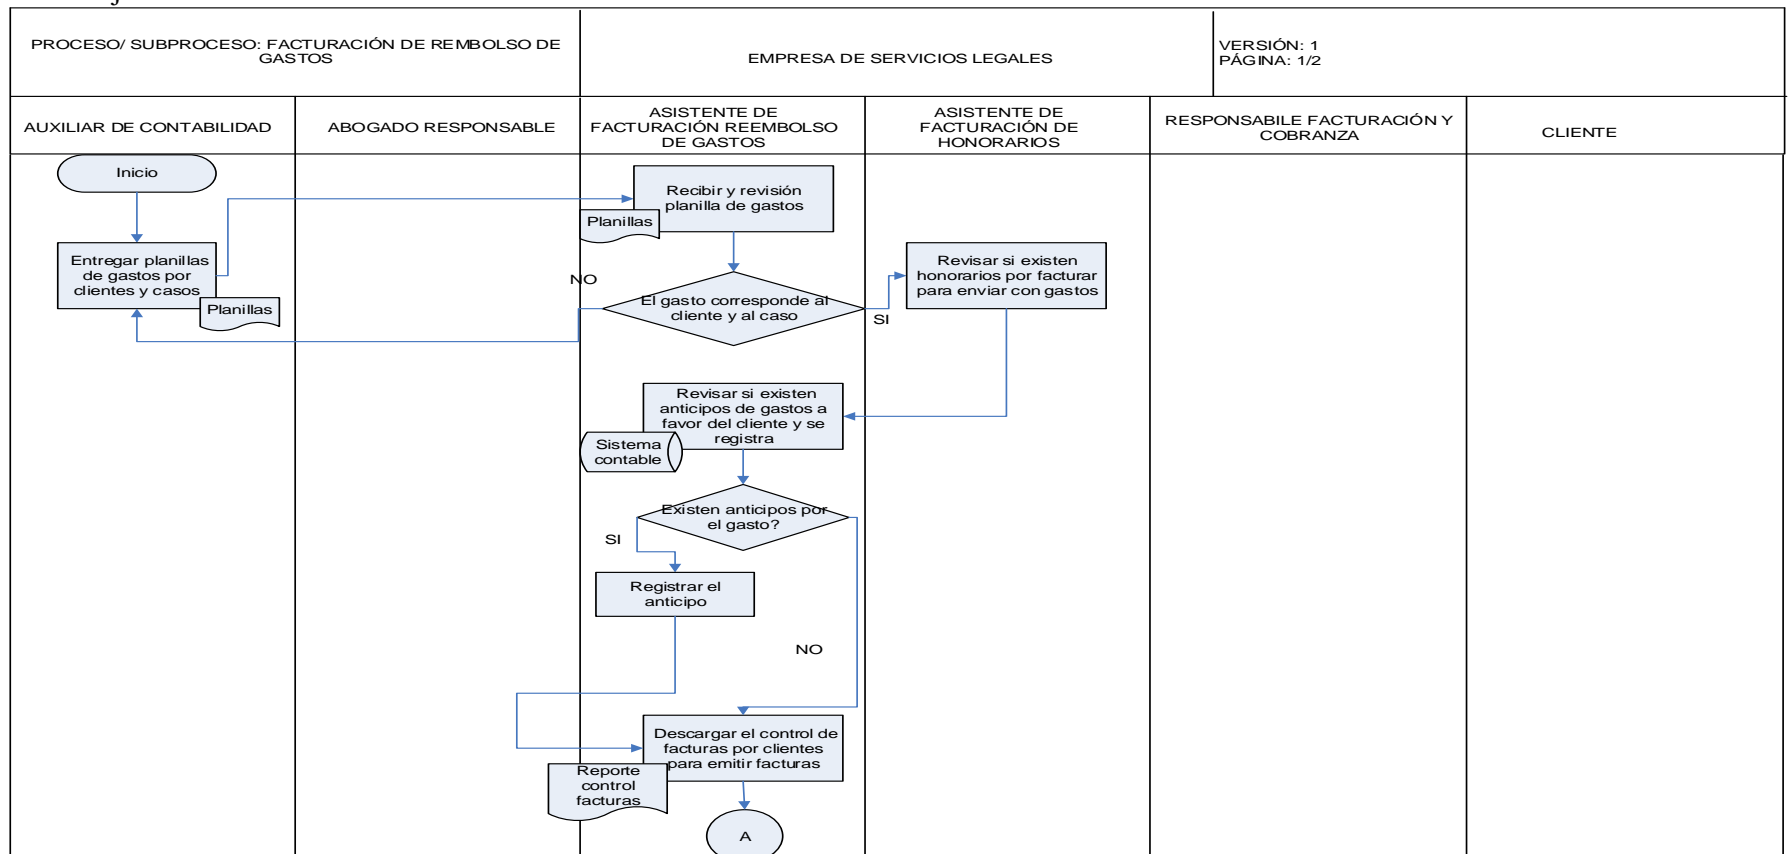 PROCESO/ SUBPROCESO: FACTURACIÓN DE REMBOLSO DE
GASTOS
EMPRESA DE SERVICIOS LEGALES
VERSIÓN: 1
PÁGINA: 1/2
AUXILIAR DE CONTABILIDAD
ABOGADO RESPONSABLE
ASISTENTE DE
FACTURACIÓN REEMBOLSO
DE GASTOS
ASISTENTE DE
FACTURACIÓN DE
HONORARIOS
RESPONSABILE FACTURACIÓN Y
COBRANZA
CLIENTE
Inicio
Recibir y revisión
planilla de gastos
Planillas
Entregar planillas
de gastos por
clientes y casos
Planillas
NO
El gasto corresponde al
cliente y al caso
SI
Revisar si existen
honorarios por facturar
para enviar con gastos
Revisar si existen
anticipos de gastos a
favor del cliente y se
registra
Sistema
contable
Existen anticipos por
el gasto?
SI
Registrar el
anticipo
NO
Descargar el control de
facturas por clientes
para emitir facturas
Reporte
control
facturas
A